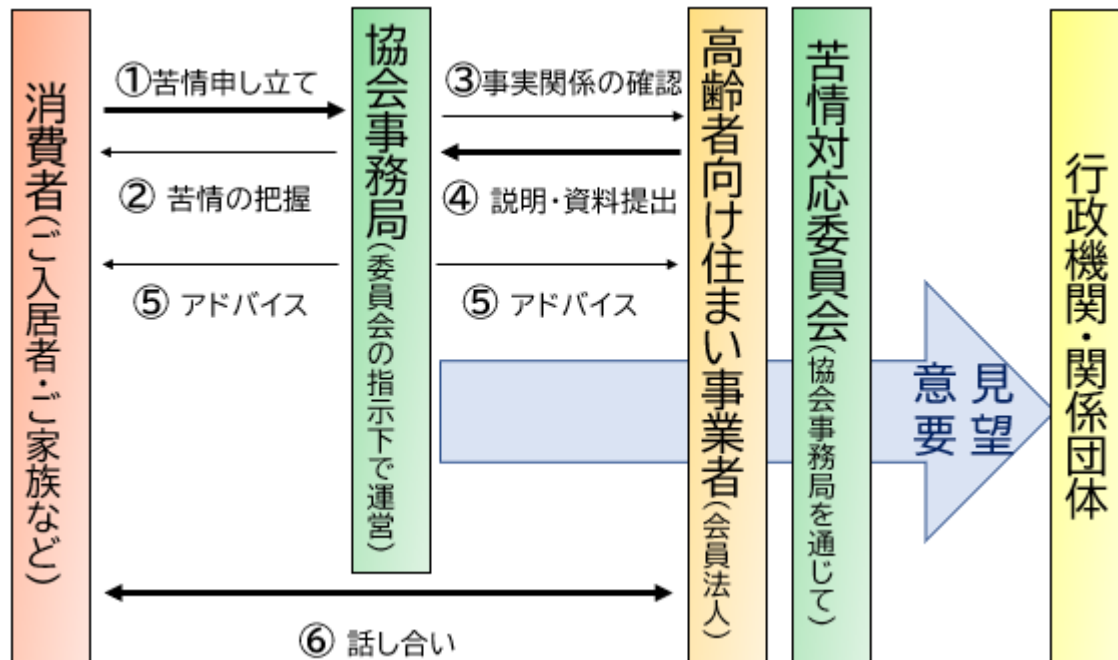 消費者(ご入居者・ご家族など)
①苦情申し立て
② 苦情の把握
⑤ アドバイス
協会事務局(委員会の指示下で運営)
③事実関係の確認
④ 説明・資料提出
⑤ アドバイス
⑥ 話し合い
高齢者向け住まい事業者(会員法人)
苦情対応委員会(協会事務局を通じて)
意見
要望
行政機関・関係団体